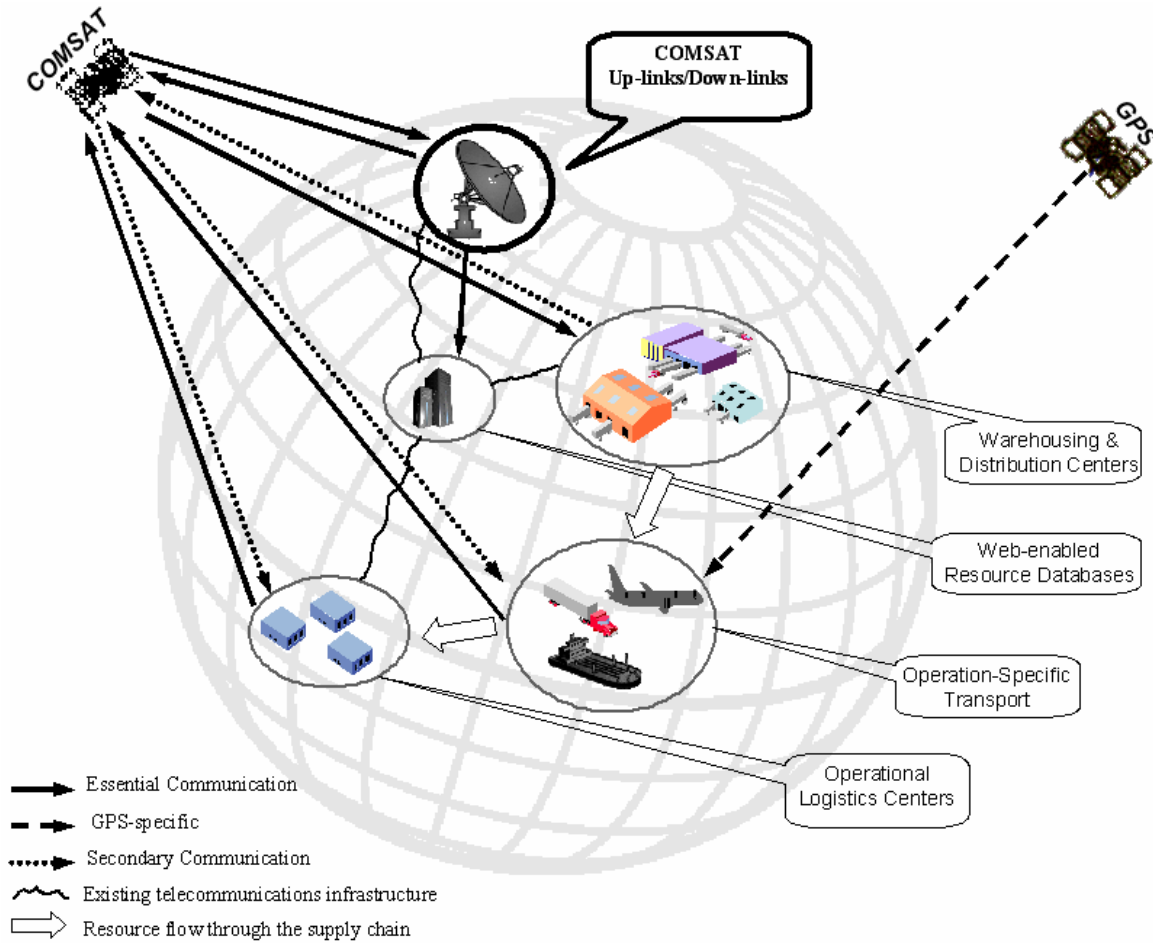 COMSAT
COMSAT
Up-links/Down-links
GPS
Warehousing &
Distribution Centers
Web-enabled
Resource Databases
Operation-Specific
Transport
Operational
Logistics Centers
Essential Communication
GPS-specific
Secondary Communication
Existing telecommunications infrastructure
Resource flow through the supply chain